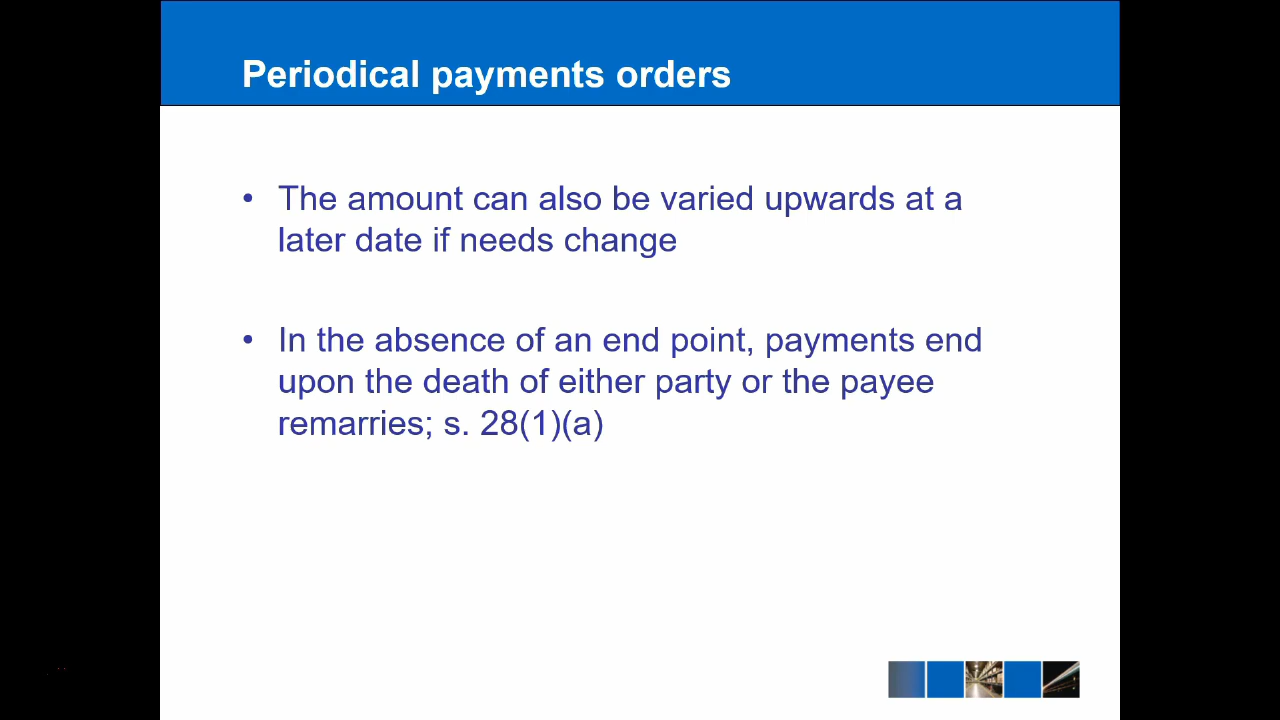 Periodical payments orders
• The amount can also be varied upwards at a
later date if needs change
• In the absence of an end point, payments end
upon the death of either party or the payee
remarries; s. 28(1)(a)